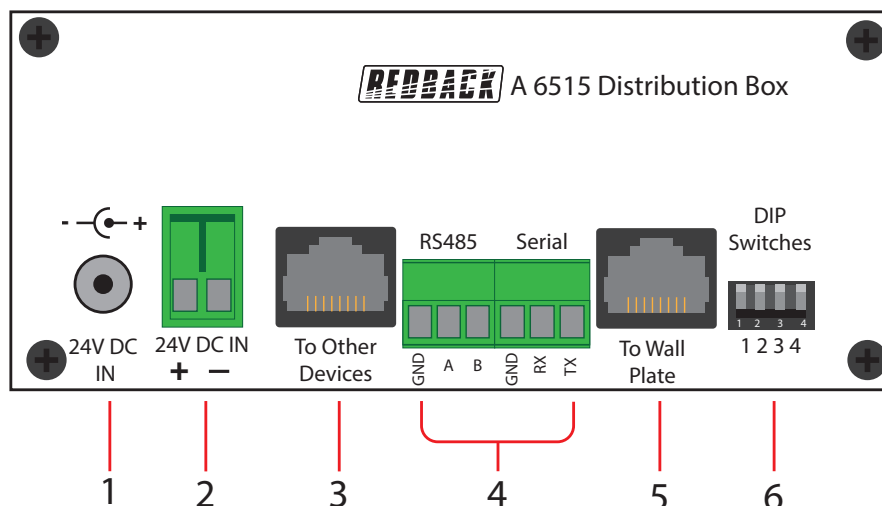 REDBACK A 6515 Distribution Box
- +
DIP
Switches
RS485 Serial
1 2 3 4
24V DC
IN
24V DC IN
+ −
To Other
Devices
GND A B GND RX TX
To Wall
Plate
1 2 3 4
1 2 3 4 5 6